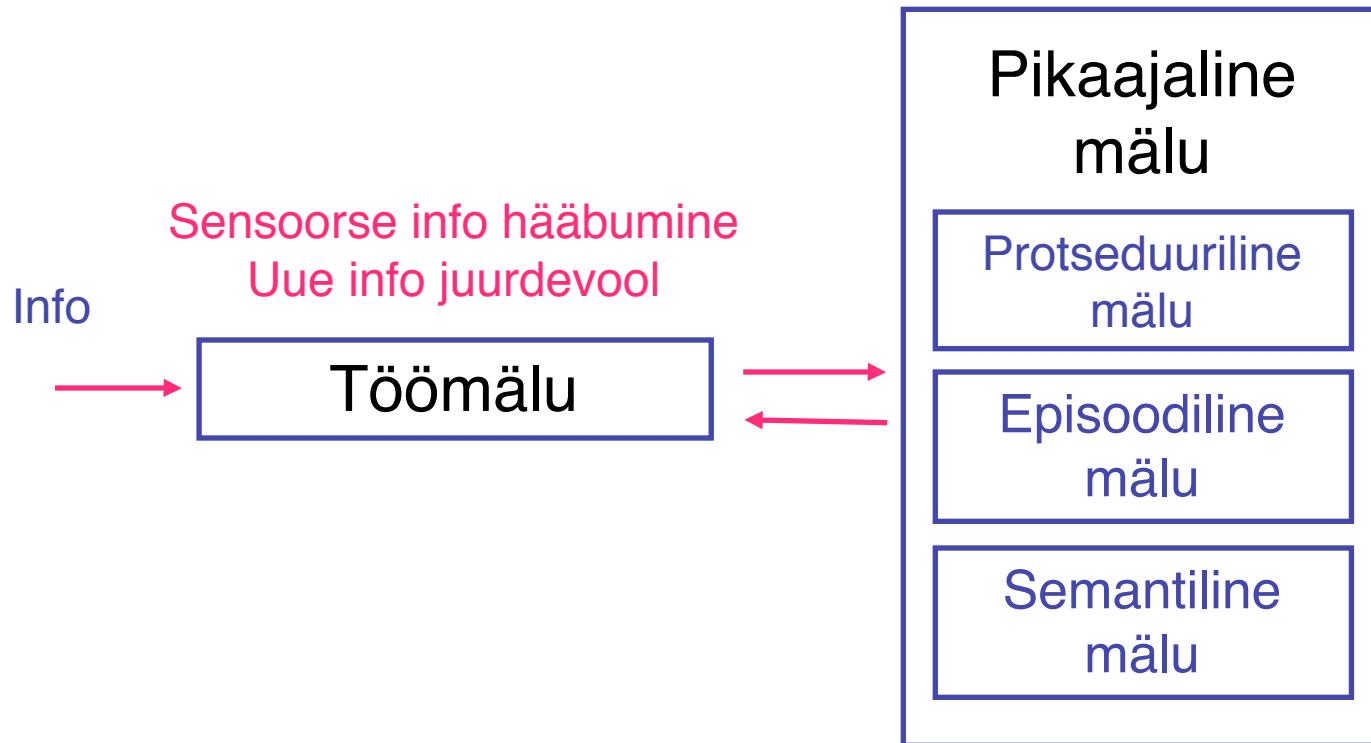 Info
Sensoorse info hääbumine
Uue info juurdevool
Töömälu
Pikaajaline
mälu
Protseduuriline
mälu
Episoodiline
mälu
Semantiline
mälu